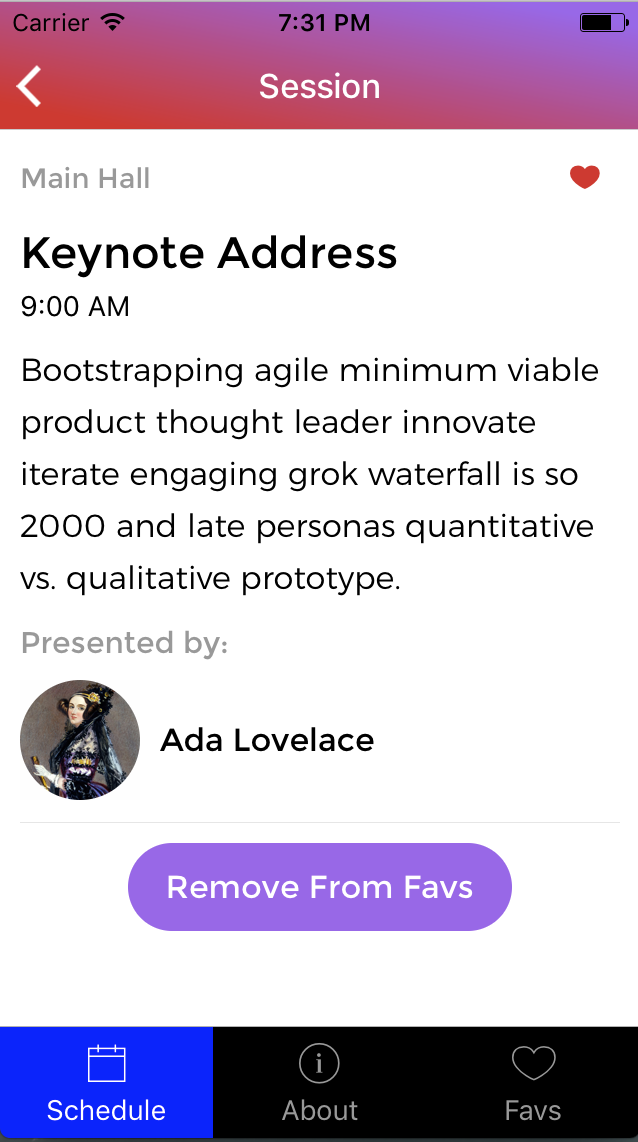 Carrier 7:31 PM
Session
Main Hall
Keynote Address
9:00 AM
Bootstrapping agile minimum viable
product thought leader innovate
iterate engaging grok waterfall is so
2000 and late personas quantitative
vs. qualitative prototype.
Presented by:
Ada Lovelace
Remove From Favs
Schedule About Favs